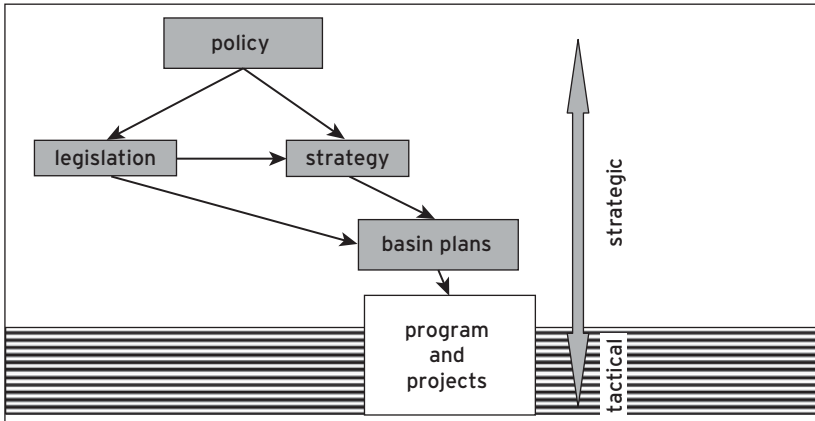 policy
legislation
strategy
basin plans
program
and
projects
strategic
tactical